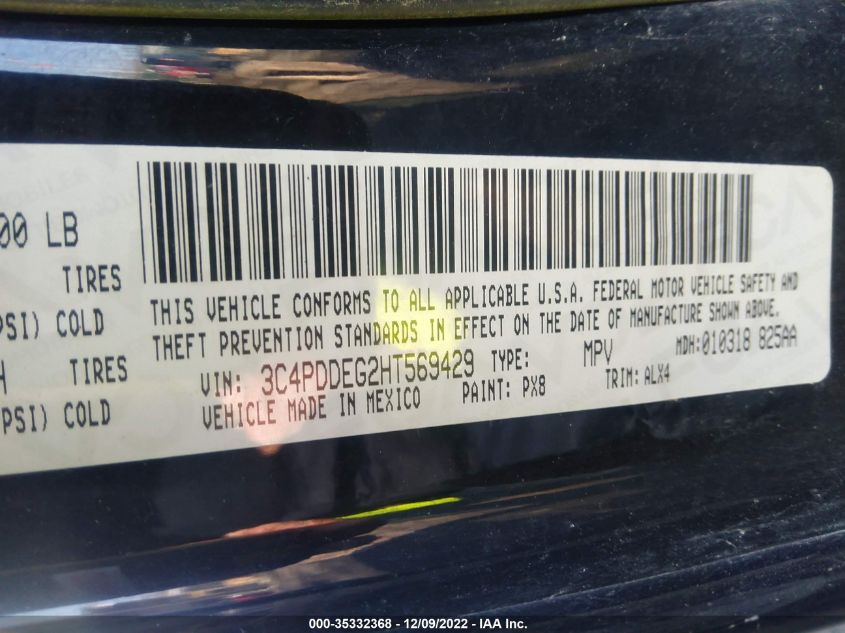 00 LB
TIRES
PSI) COLD
TIRES
PSI) COLD
THIS VEHICLE CONFORMS TO ALL APPLICABLE U.S.A. FEDERAL MOTOR VEHICLE SAFETY AND
THEFT PREVENTION STANDARDS IN EFFECT ON THE DATE OF MANUFACTURE SHOWN ABOVE.
VIN: 3C4PDDEG2HT569429 TYPE: MPV MDH:010318 825AA
VEHICLE MADE IN MEXICO PAINT: PX8 TRIM: ALX4
000-35332368 - 12/09/2022 - IAA Inc.